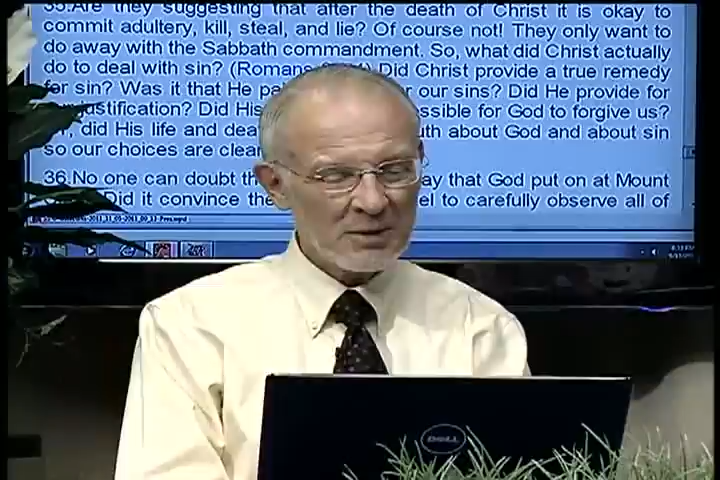 35.Are they suggesting that after the death of Christ it is okay to
commit adultery, kill, steal, and lie? Of course not! They only want to
do away with the Sabbath commandment. So, what did Christ actually
do to deal with sin? (Romans Did Christ provide a true remedy
for sin? Was it that He pa r our sins? Did He provide for
justification? Did His ssible for God to forgive us?
did His life and dea uth about God and about sin
so our choices are clear
36.No one can doubt th ay that God put on at Mount
Did it convince the el to carefully observe all of
DELL